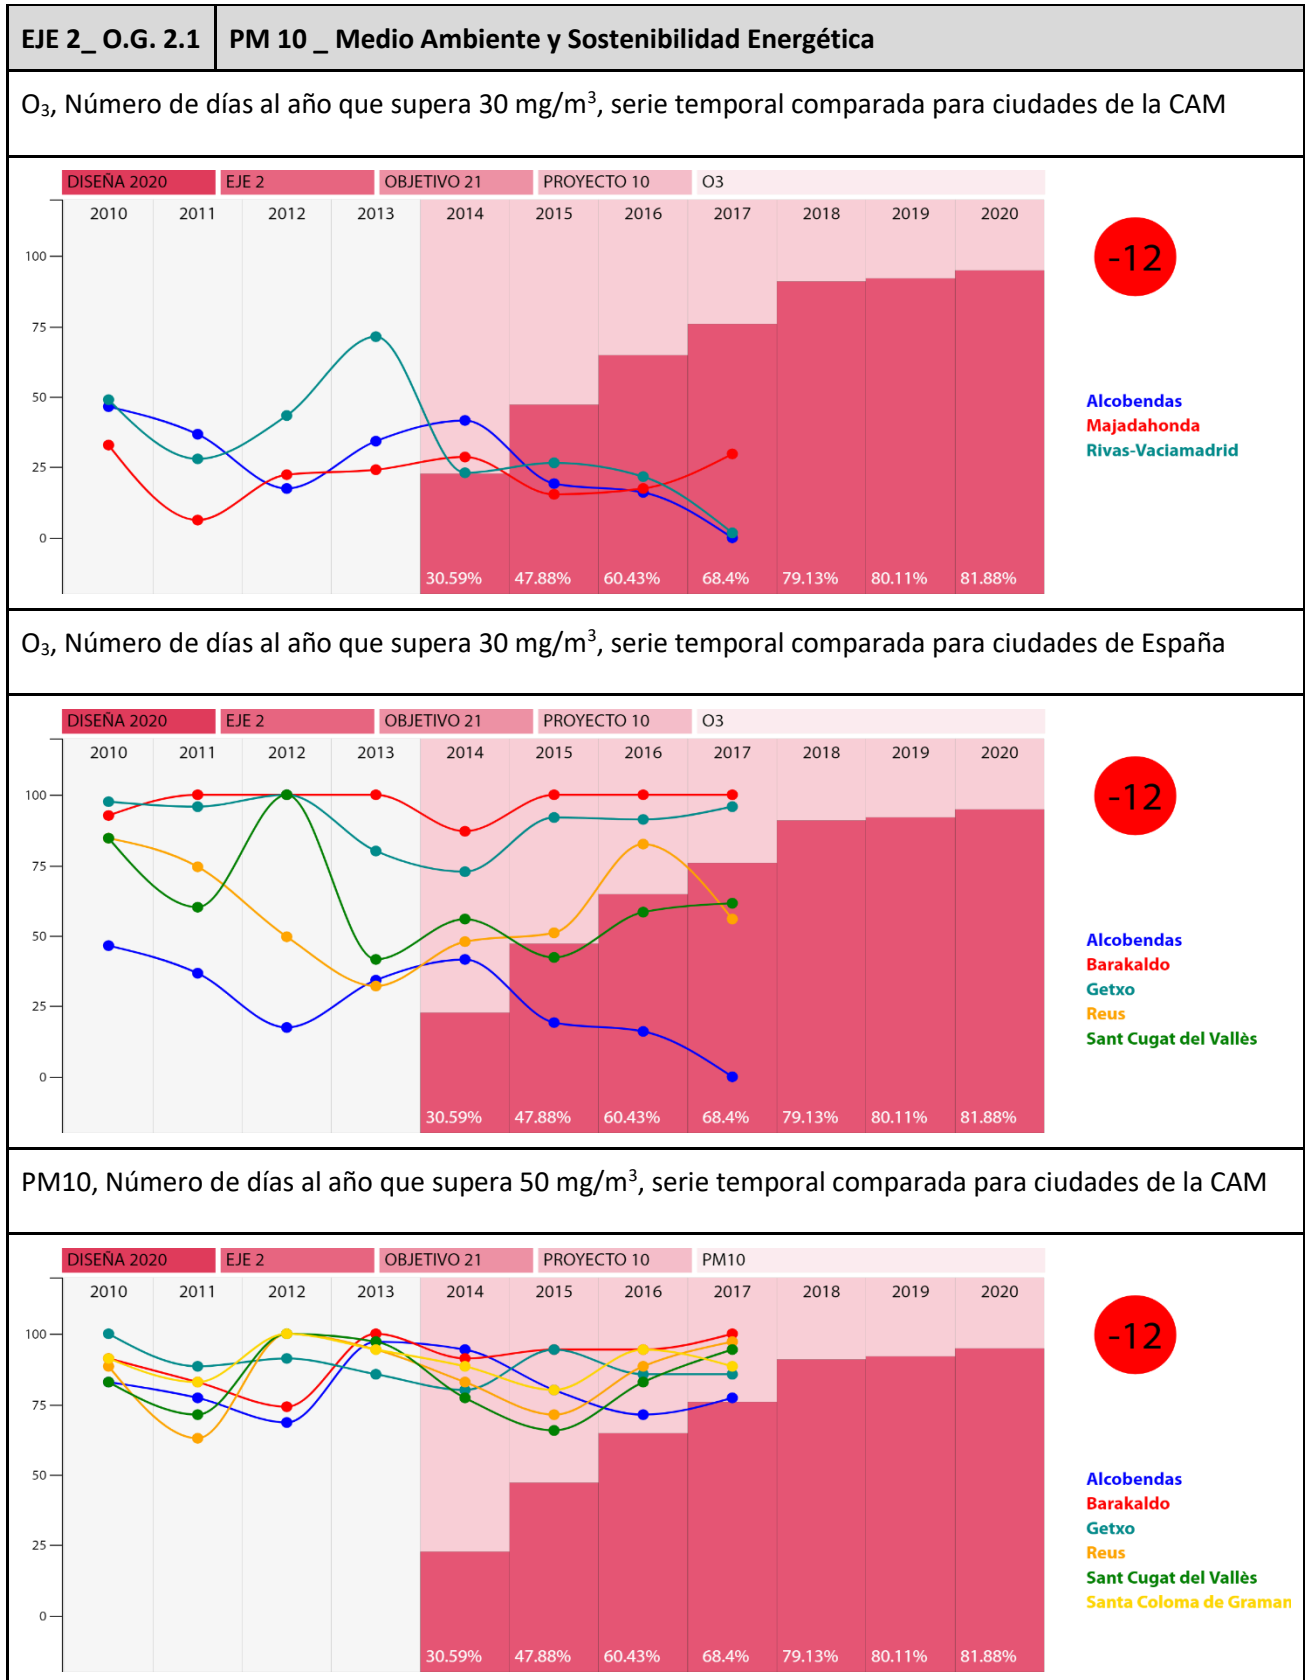 EJE 2_ O.G. 2.1 PM 10 _ Medio Ambiente y Sostenibilidad Energética
O₃, Número de días al año que supera 30 mg/m³, serie temporal comparada para ciudades de la CAM
DISEÑA 2020 EJE 2 OBJETIVO 21 PROYECTO 10 O3
2010 2011 2012 2013 2014 2015 2016 2017 2018 2019 2020
100
75
50
25
0
30.59% 47.88% 60.43% 68.4% 79.13% 80.11% 81.88%
-12
Alcobendas
Majadahonda
Rivas-Vaciamadrid
O₃, Número de días al año que supera 30 mg/m³, serie temporal comparada para ciudades de España
DISEÑA 2020 EJE 2 OBJETIVO 21 PROYECTO 10 O3
2010 2011 2012 2013 2014 2015 2016 2017 2018 2019 2020
100
75
50
25
0
30.59% 47.88% 60.43% 68.4% 79.13% 80.11% 81.88%
-12
Alcobendas
Barakaldo
Getxo
Reus
Sant Cugat del Vallès
PM10, Número de días al año que supera 50 mg/m³, serie temporal comparada para ciudades de la CAM
DISEÑA 2020 EJE 2 OBJETIVO 21 PROYECTO 10 PM10
2010 2011 2012 2013 2014 2015 2016 2017 2018 2019 2020
100
75
50
25
0
30.59% 47.88% 60.43% 68.4% 79.13% 80.11% 81.88%
-12
Alcobendas
Barakaldo
Getxo
Reus
Sant Cugat del Vallès
Santa Coloma de Graman